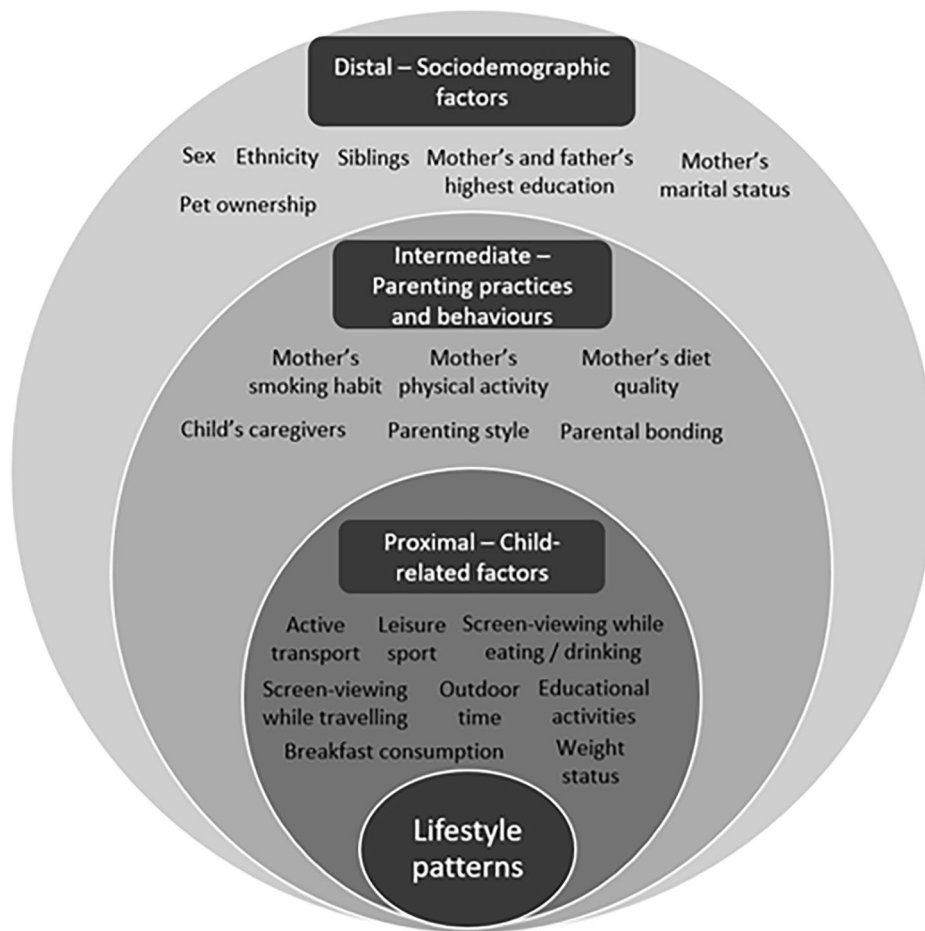 Distal – Sociodemographic
factors
Sex Ethnicity Siblings Mother's and father's
highest education
Mother's
marital status
Pet ownership
Intermediate –
Parenting practices
and behaviours
Mother's
smoking habit
Mother's
physical activity
Mother's diet
quality
Child's caregivers Parenting style Parental bonding
Proximal – Child-
related factors
Active
transport
Leisure
sport
Screen-viewing while
eating / drinking
Screen-viewing
while travelling
Outdoor
time
Educational
activities
Breakfast consumption
Weight
status
Lifestyle
patterns